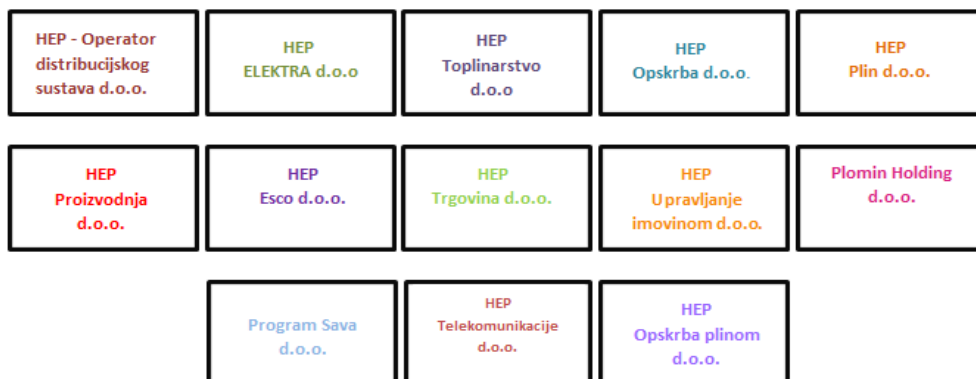 HEP - Operator
distribucijskog
sustava d.o.o.
HEP
ELEKTRA d.o.o
HEP
Toplinarstvo
d.o.o
HEP
Opskrba d.o.o.
HEP
Plin d.o.o.
HEP
Proizvodnja
d.o.o.
HEP
Esco d.o.o.
HEP
Trgovina d.o.o.
HEP
Upravljanje
imovinom d.o.o.
Plomin Holding
d.o.o.
Program Sava
d.o.o.
HEP
Telekomunikacije
d.o.o.
HEP
Opskrba plinom
d.o.o.